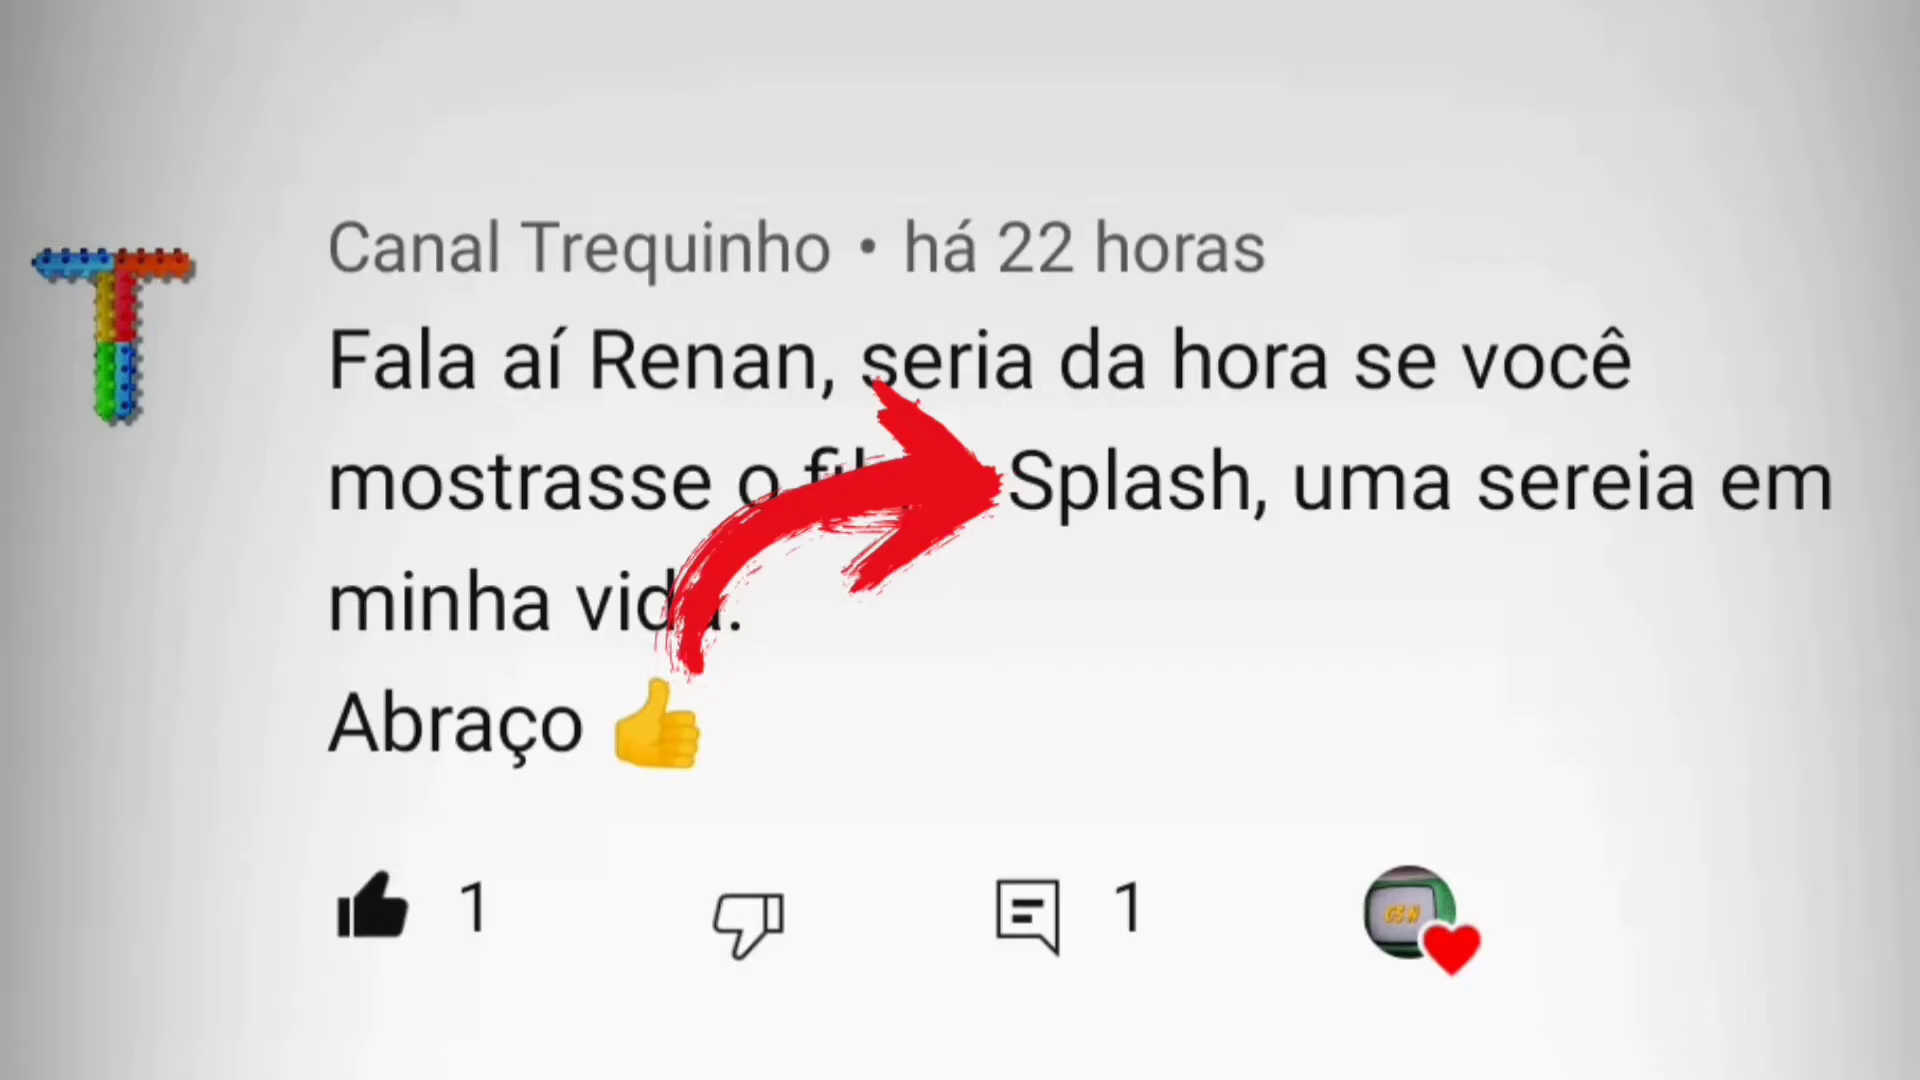 Canal Trequinho • há 22 horas
Fala aí Renan, seria da hora se você
mostrasse o Splash, uma sereia em
minha vida.
Abraço 👍
1 1